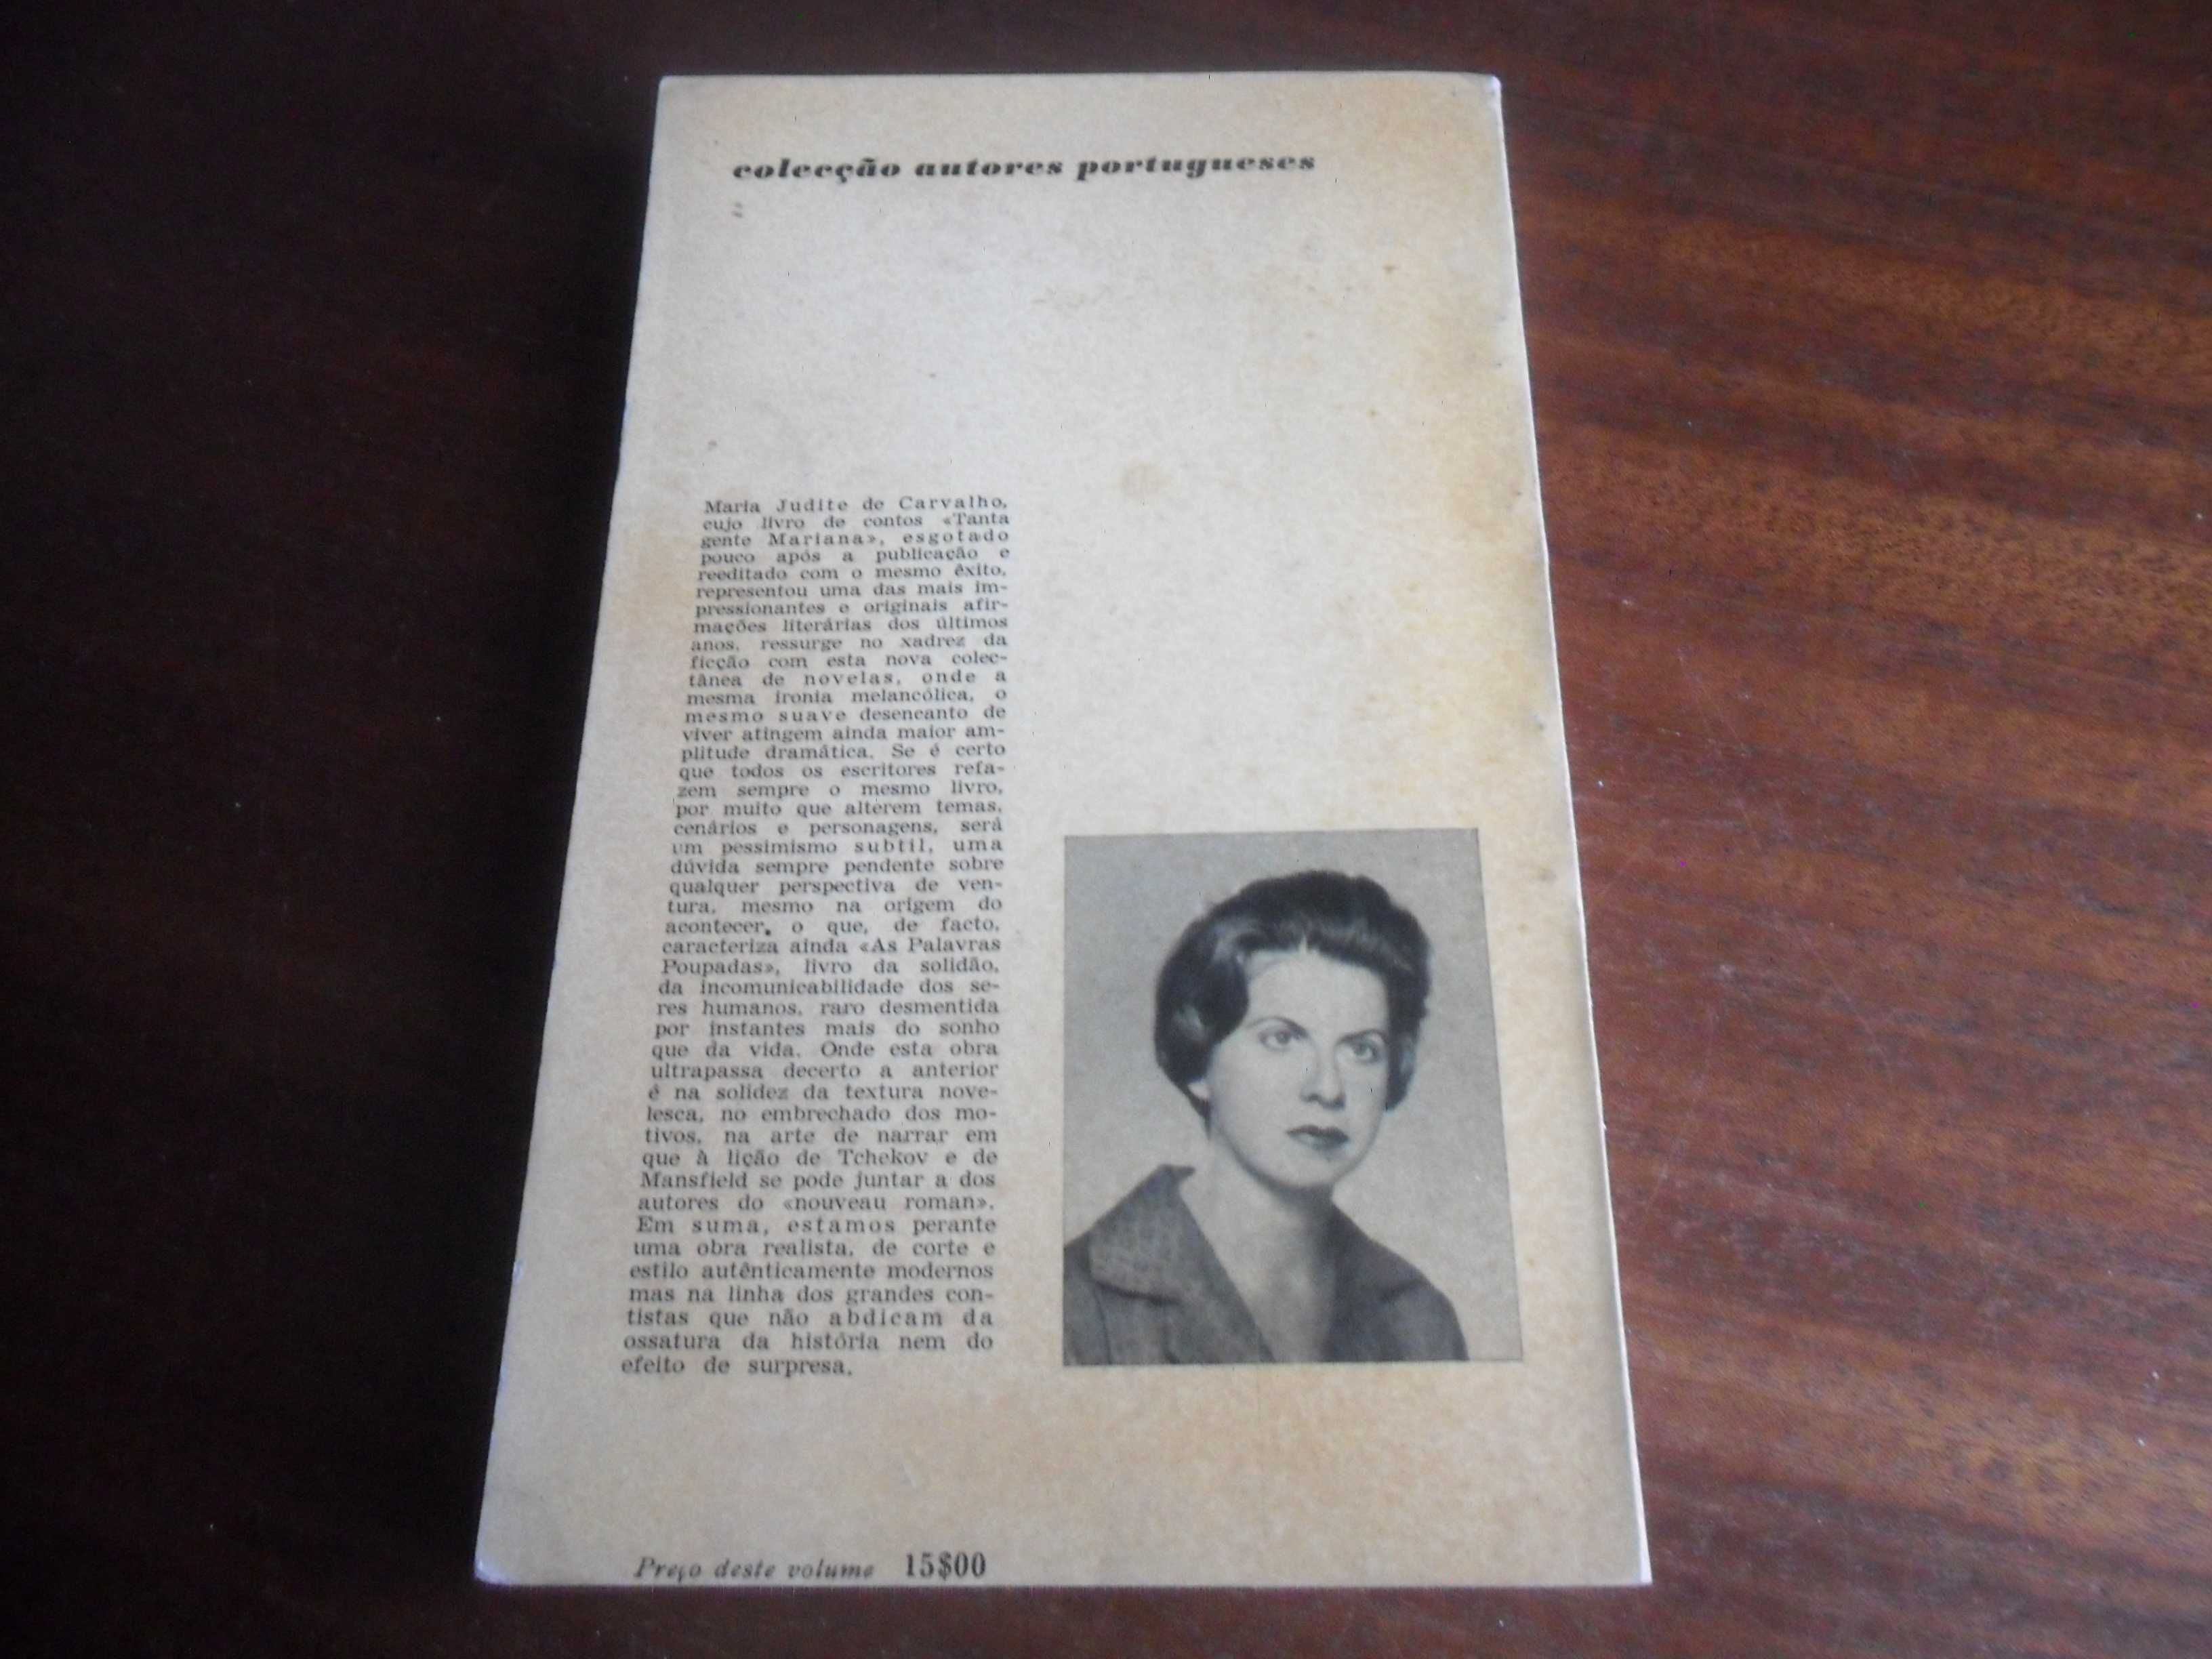 colecção autores portugueses
Maria Judite de Carvalho,
cujo livro de contos «Tanta
gente Mariana», esgotado
pouco após a publicação e
reeditado com o mesmo êxito,
representou uma das mais im-
pressionantes e originais afir-
mações literárias dos últimos
anos, ressurge no xadrez da
ficção com esta nova colec-
tânea de novelas, onde a
mesma ironia melancólica, o
mesmo suave desencanto de
viver atingem ainda maior am-
plitude dramática. Se é certo
que todos os escritores refa-
zem sempre o mesmo livro,
por muito que alterem temas,
cenários e personagens, será
um pessimismo subtil, uma
dúvida sempre pendente sobre
qualquer perspectiva de ven-
tura, mesmo na origem do
acontecer, o que, de facto,
caracteriza ainda «As Palavras
Poupadas», livro da solidão,
da incomunicabilidade dos se-
res humanos, raro desmentida
por instantes mais do sonho
que da vida. Onde esta obra
ultrapassa decerto a anterior
é na solidez da textura nove-
lesca, no embrechado dos mo-
tivos, na arte de narrar em
que à lição de Tchekov e de
Mansfield se pode juntar a dos
autores do «nouveau roman».
Em suma, estamos perante
uma obra realista, de corte e
estilo autênticamente modernos
mas na linha dos grandes con-
tistas que não abdicam da
ossatura da história nem do
efeito de surpresa.
Preço deste volume 15$00